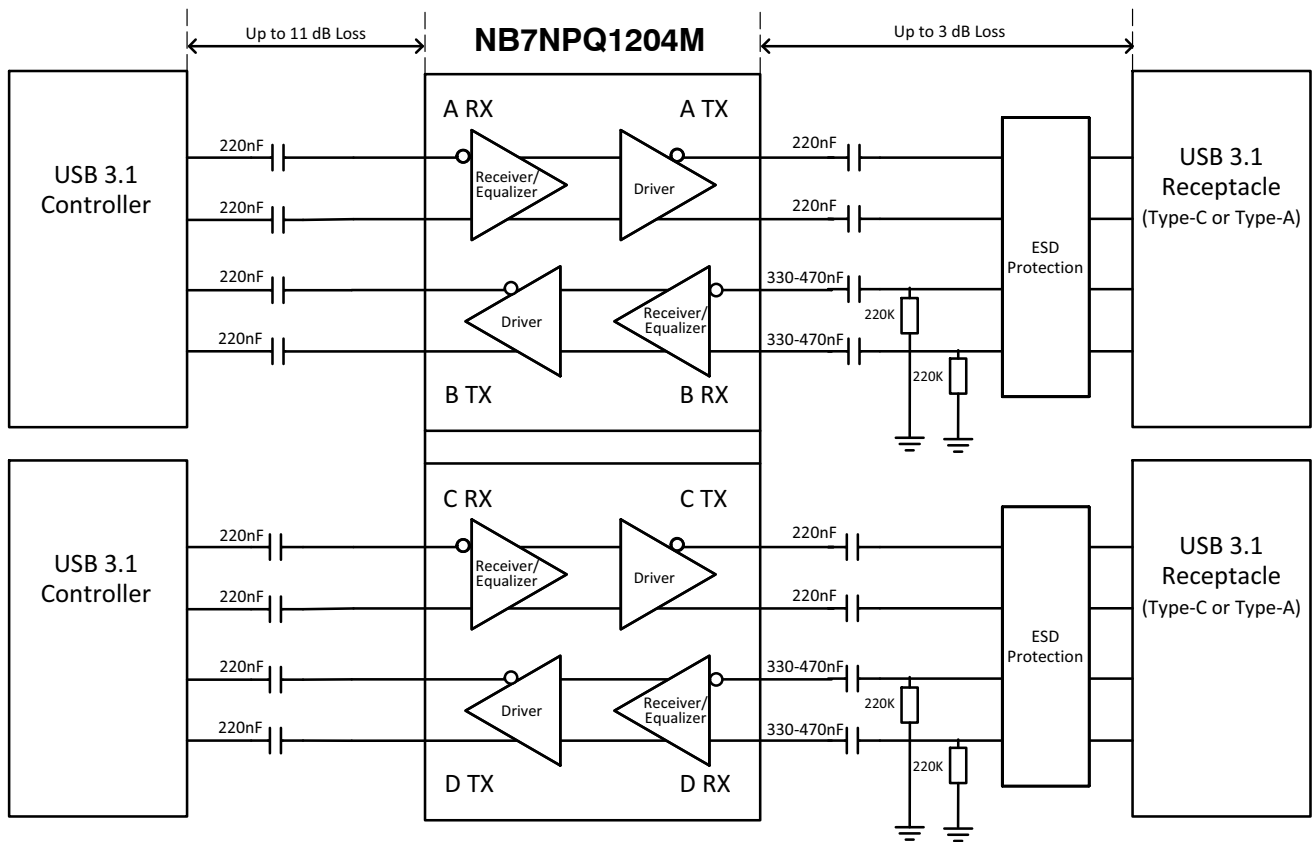 Up to 11 dB Loss
NB7NPQ1204M
Up to 3 dB Loss
USB 3.1
Controller
220nF
220nF
220nF
220nF
A RX
A TX
Receiver/
Equalizer
Driver
Driver
Receiver/
Equalizer
B TX
B RX
220nF
220nF
330-470nF
330-470nF
220K
220K
ESD
Protection
USB 3.1
Receptacle
(Type-C or Type-A)
USB 3.1
Controller
220nF
220nF
220nF
220nF
C RX
C TX
Receiver/
Equalizer
Driver
Driver
Receiver/
Equalizer
D TX
D RX
220nF
220nF
330-470nF
330-470nF
220K
220K
ESD
Protection
USB 3.1
Receptacle
(Type-C or Type-A)